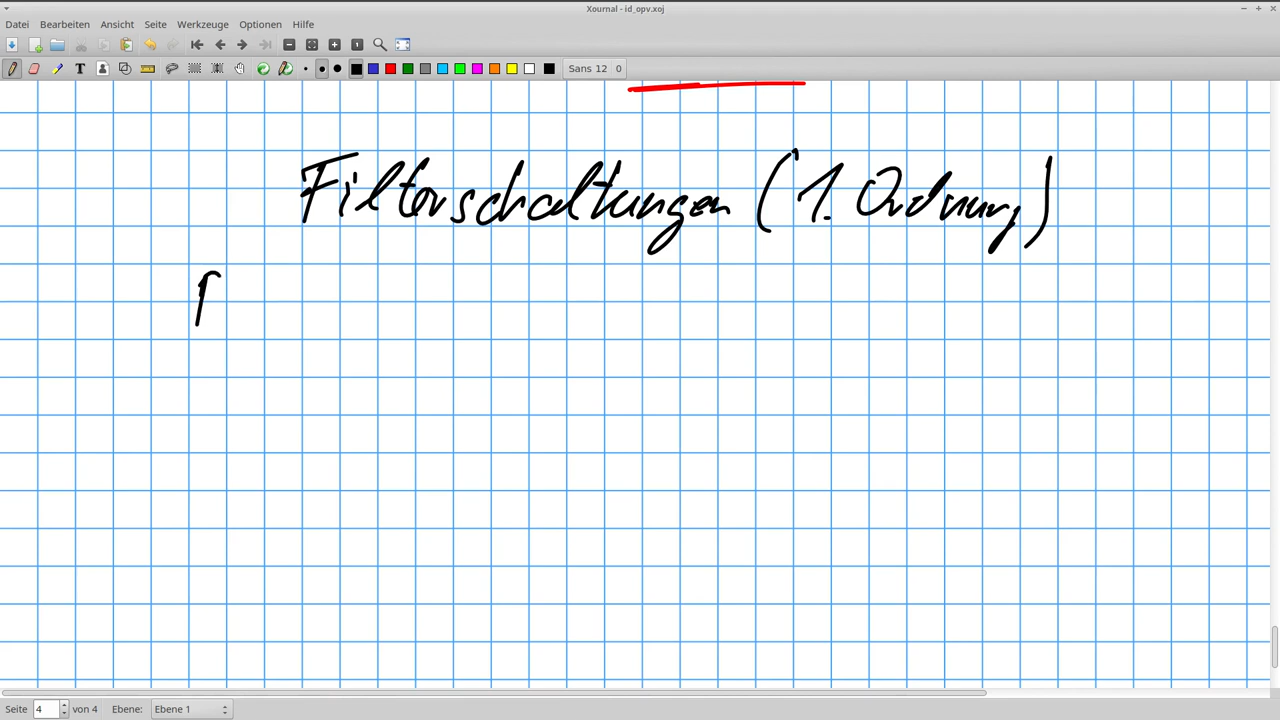 Xournal - id_opv.xoj
Datei Bearbeiten Ansicht Seite Werkzeuge Optionen Hilfe
Sans 12 0
Filterschaltungen (1. Ordnung)
Seite 4 von 4 Ebene: Ebene 1